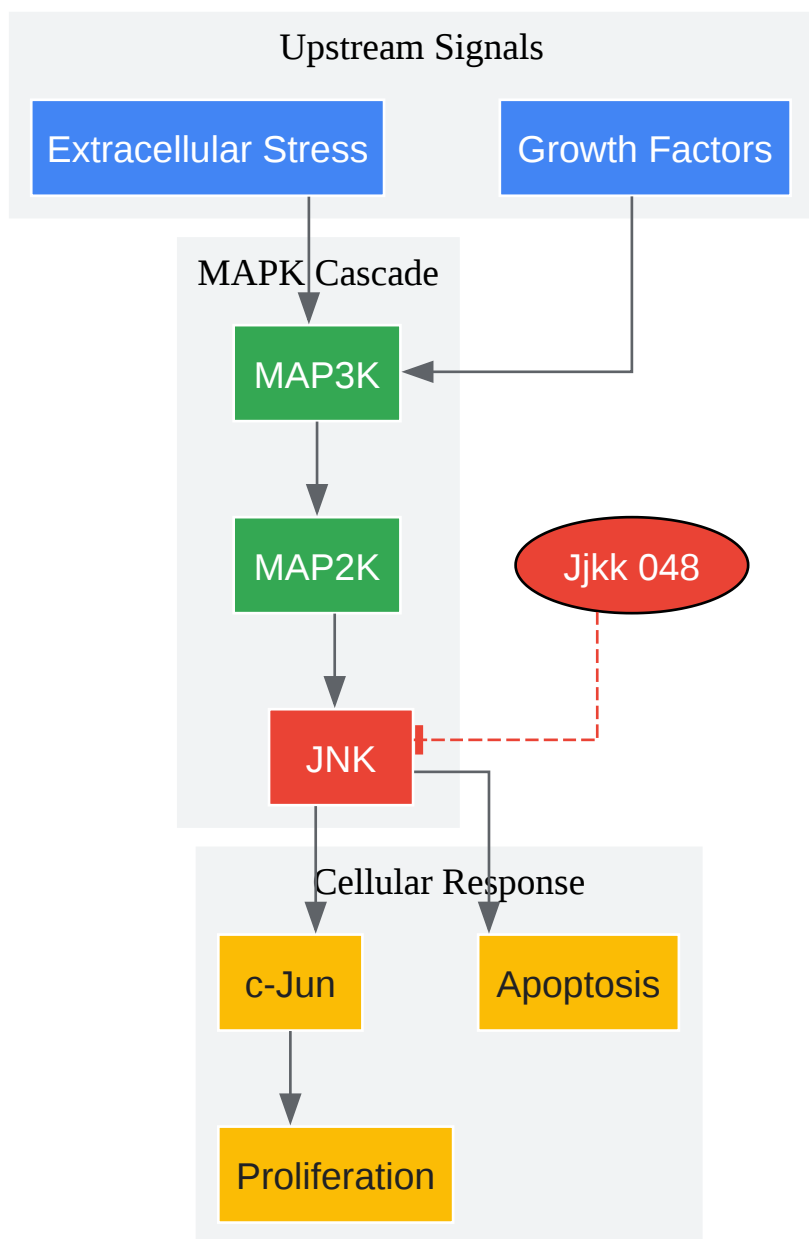 Upstream Signals
Extracellular Stress
Growth Factors
MAPK Cascade
MAP3K
MAP2K
Jjkk 048
JNK
Cellular Response
c-Jun
Apoptosis
Proliferation